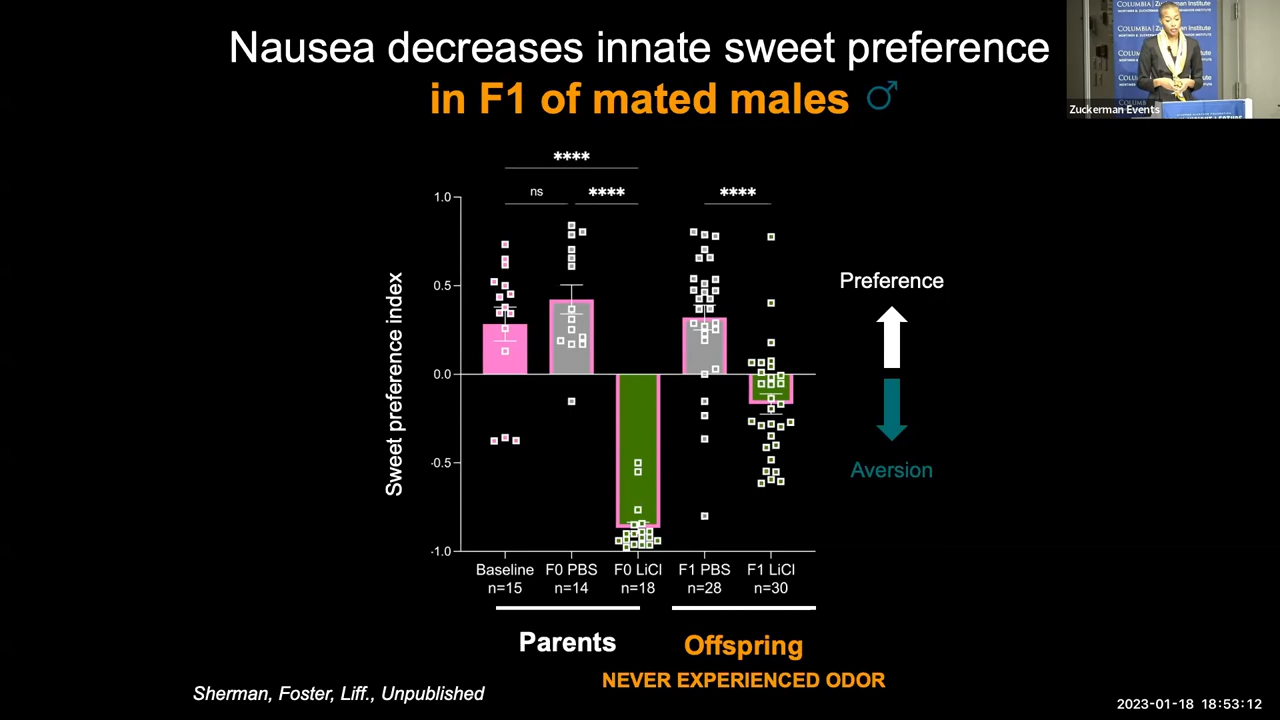 Nausea decreases innate sweet preference
in F1 of mated males ♂
COLUMBIA Zuckerman Institute
Zuckerman Events
****
ns
****
****
1.0
0.5
0.0
-0.5
-1.0
Sweet preference index
Preference
Aversion
Baseline F0 PBS F0 LiCl F1 PBS F1 LiCl
n=15 n=14 n=18 n=28 n=30
Parents
Offspring
NEVER EXPERIENCED ODOR
Sherman, Foster, Liff., Unpublished
2023-01-18 18:53:12